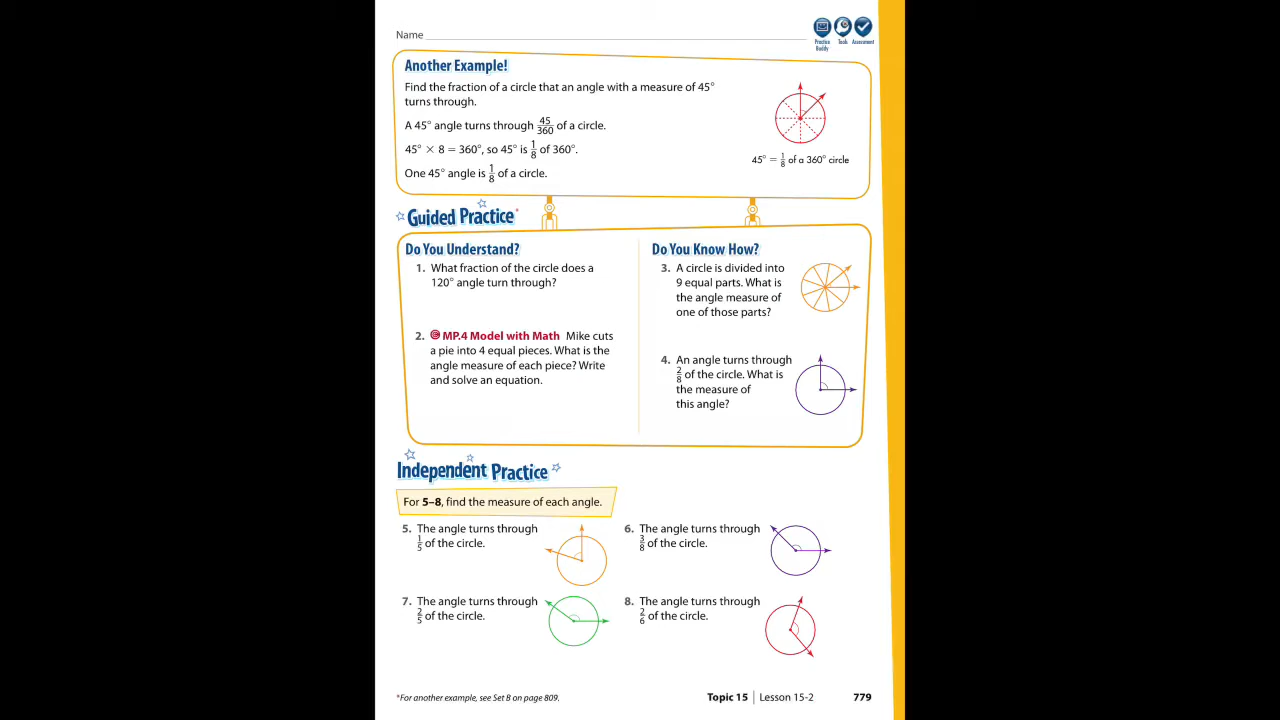 Name
Practice Buddy Tools Assessment
Another Example!
Find the fraction of a circle that an angle with a measure of 45°
turns through.
A 45° angle turns through 45/360 of a circle.
45° × 8 = 360°, so 45° is 1/8 of 360°.
One 45° angle is 1/8 of a circle.
45° = 1/8 of a 360° circle
Guided Practice*
Do You Understand?
1. What fraction of the circle does a
120° angle turn through?
2. MP.4 Model with Math Mike cuts
a pie into 4 equal pieces. What is the
angle measure of each piece? Write
and solve an equation.
Do You Know How?
3. A circle is divided into
9 equal parts. What is
the angle measure of
one of those parts?
4. An angle turns through
2/8 of the circle. What is
the measure of
this angle?
Independent Practice
For 5–8, find the measure of each angle.
5. The angle turns through
1/5 of the circle.
6. The angle turns through
3/8 of the circle.
7. The angle turns through
2/5 of the circle.
8. The angle turns through
2/6 of the circle.
*For another example, see Set B on page 809.
Topic 15 | Lesson 15-2 779